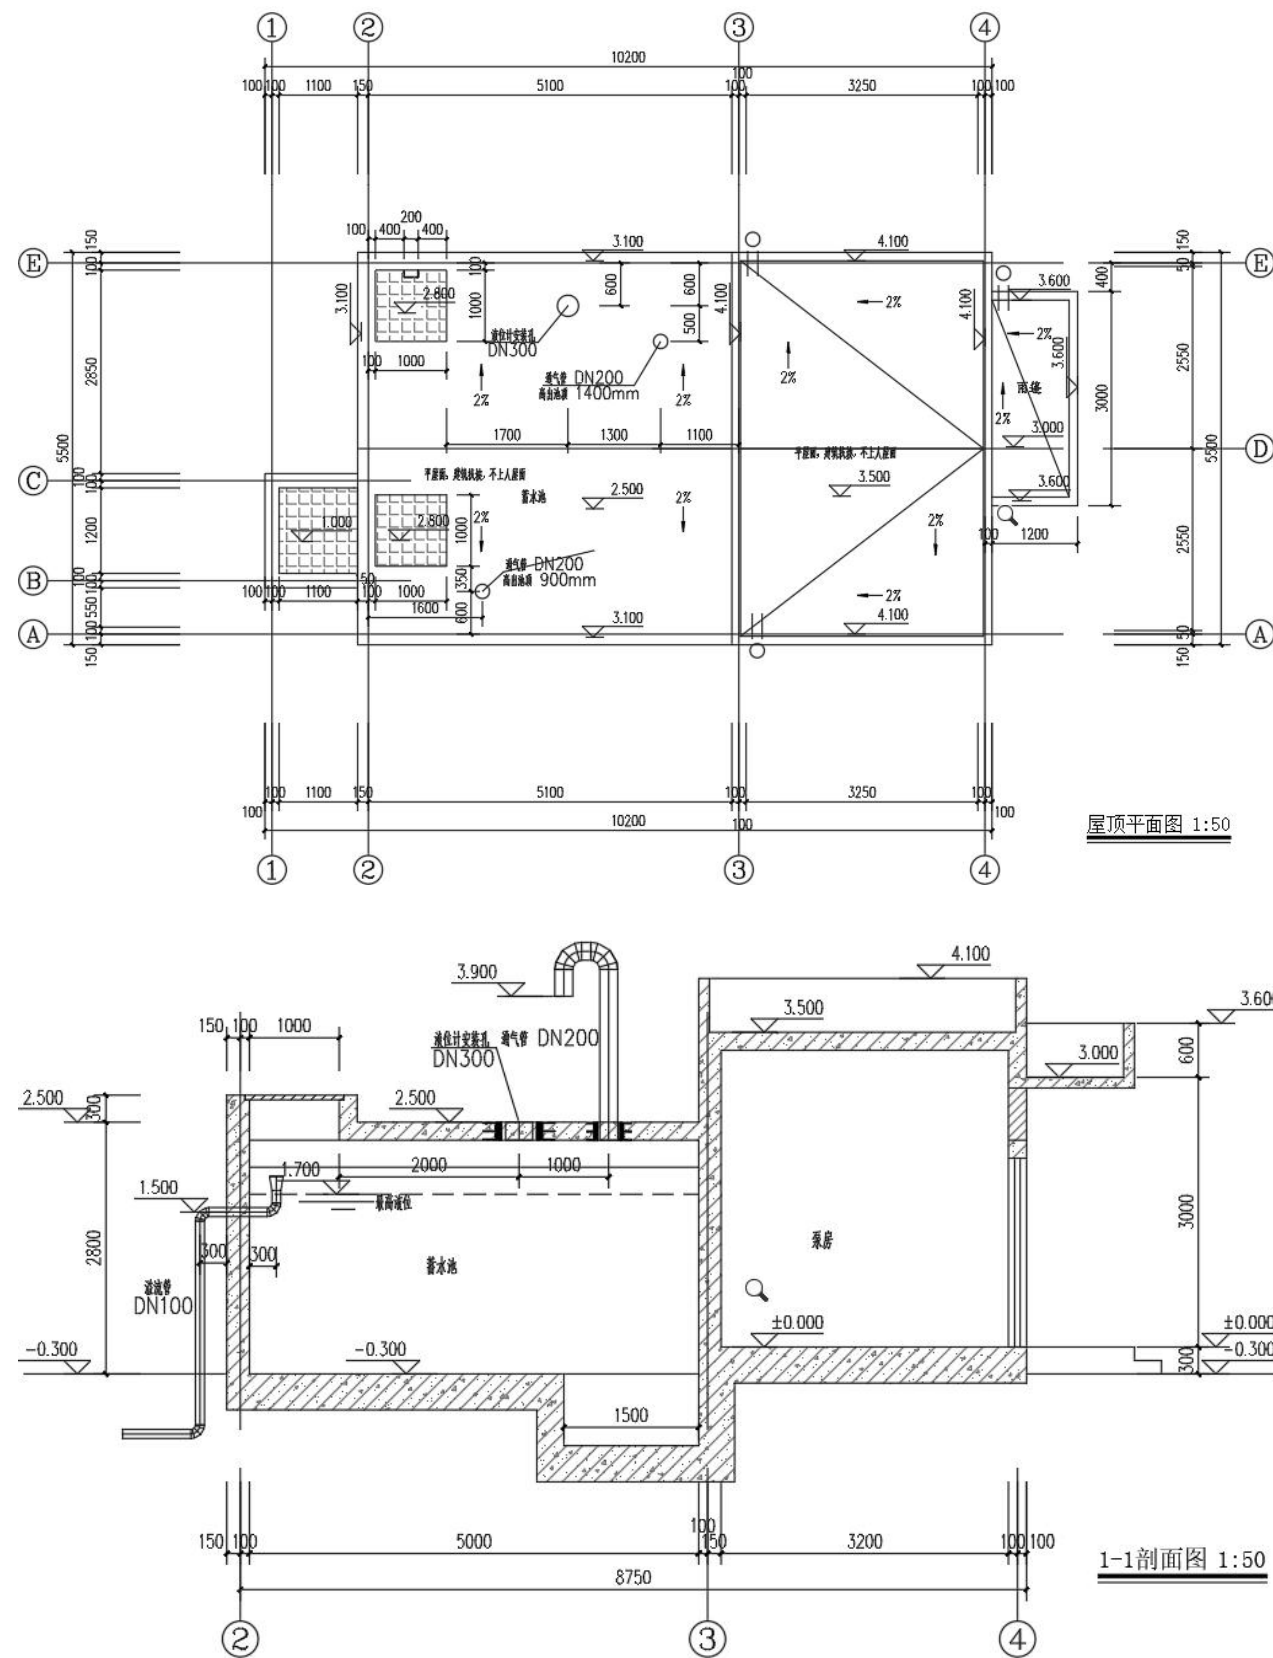 ① ② ③ ④
10200
100 100 1100 150 5100 100 100 3250 100 100
200
100 400 400
3.100 4.100
E E
150 100 100 600 600 150 50 400
3.600
3.100 2.800 1000 4.100 2% 4.100
液位计安装孔
DN300
500
2% 3.600
100 1000
通气管 DN200
高出池顶 1400mm
2% 2% 2% 雨篷
2850 2% 2550 3000
1700 1300 1100 3.000
D
5500 平屋面，建筑找坡，不上人屋面 平屋面，建筑找坡，不上人屋面 5500
C
100 100 蓄水池 2.500 3.500 3.600
1200 1.000 2.800 2% 1000 2% 2% 2550
100 1200
通气管 DN200
高出池顶 900mm
B
50 350
100 100 1100 100 1000 2%
100 100 550 1600 600 3.100 4.100
A A
100 150 50 150
100 100 1100 150 5100 100 3250 100 100
10200 100
屋顶平面图 1:50
① ② ③ ④
4.100
3.900
3.500 3.600
150 100 1000
液位计安装孔 通气管 DN200
DN300
3.000 600
2.500 300 2.500
1.700 2000 1000
1.500 最高液位
2800 300 300 蓄水池 泵房 3000
溢流管
DN100
±0.000 ±0.000
-0.300 -0.300 300 -0.300
1500
100
150 100 5000 150 3200 100 100
8750
1-1剖面图 1:50
② ③ ④